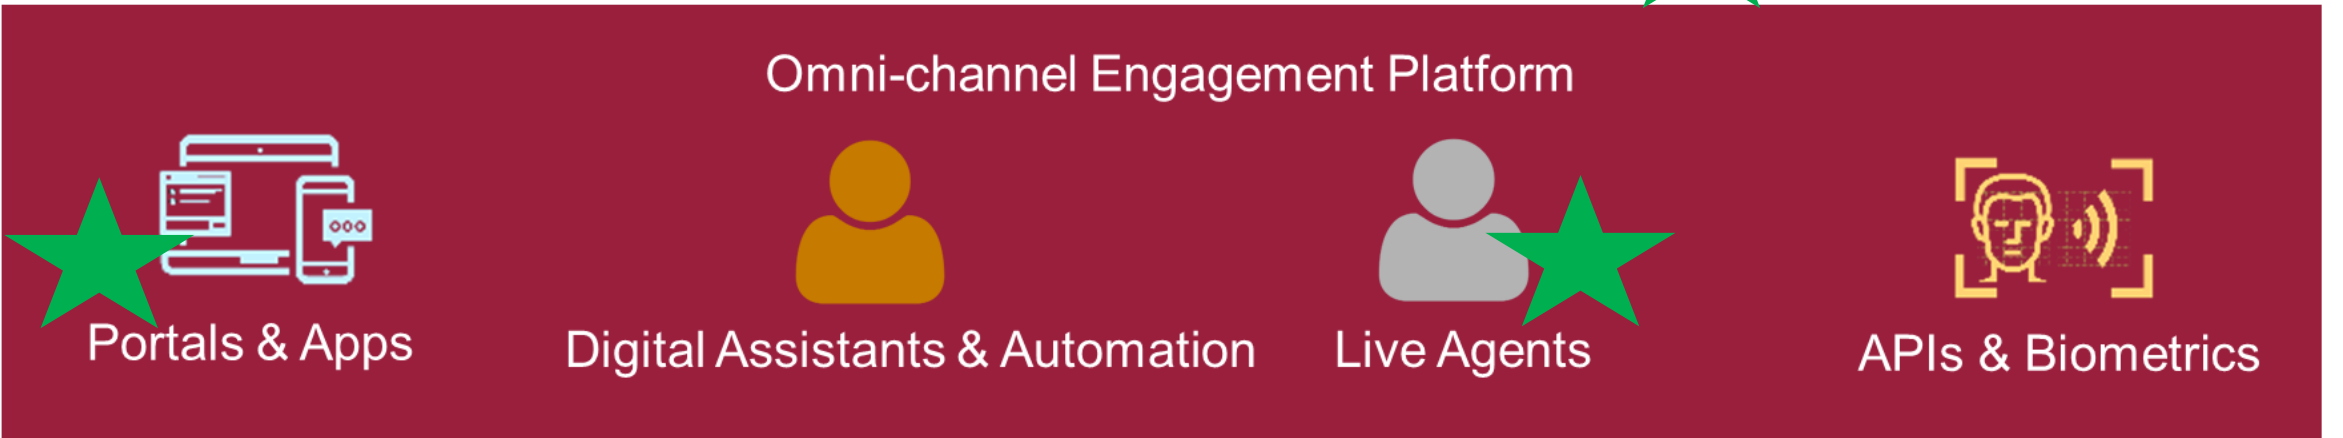 Omni-channel Engagement Platform
Portals & Apps
Digital Assistants & Automation
Live Agents
APIs & Biometrics